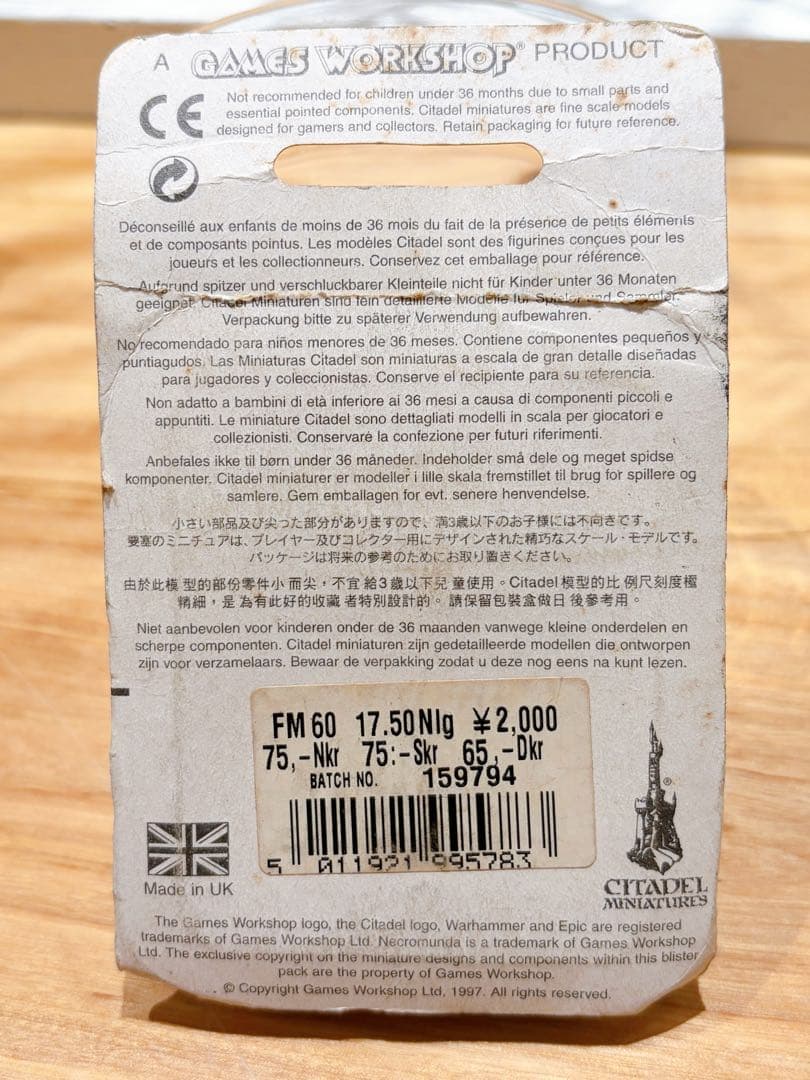 A GAMES WORKSHOP® PRODUCT
CE
Not recommended for children under 36 months due to small parts and
essential pointed components. Citadel miniatures are fine scale models
designed for gamers and collectors. Retain packaging for future reference.
Déconseillé aux enfants de moins de 36 mois du fait de la présence de petits éléments
et de composants pointus. Les modèles Citadel sont des figurines conçues pour les
joueurs et les collectionneurs. Conservez cet emballage pour référence.
Aufgrund spitzer und verschluckbarer Kleinteile nicht für Kinder unter 36 Monaten
geeignet. Citadel Miniaturen sind fein detaillierte Modelle für Spieler und Sammler.
Verpackung bitte zu späterer Verwendung aufbewahren.
No recomendado para niños menores de 36 meses. Contiene componentes pequeños y
puntiagudos. Las Miniaturas Citadel son miniaturas a escala de gran detalle diseñadas
para jugadores y coleccionistas. Conserve el recipiente para su referencia.
Non adatto a bambini di età inferiore ai 36 mesi a causa di componenti piccoli e
appuntiti. Le miniature Citadel sono dettagliati modelli in scala per giocatori e
collezionisti. Conservare la confezione per futuri riferimenti.
Anbefales ikke til børn under 36 måneder. Indeholder små dele og meget spidse
komponenter. Citadel miniaturer er modeller i lille skala fremstillet til brug for spillere og
samlere. Gem emballagen for evt. senere henvendelse.
小さい部品及び尖った部分がありますので、満3歳以下のお子様には不向きです。
要塞のミニチュアは、プレイヤー及びコレクター用にデザインされた精巧なスケール・モデルです。
パッケージは将来の参考のためにお取り置きください。
由於此模 型的部份零件小 而尖，不宜 給3歲以下兒 童使用。Citadel 模型的比 例尺刻度極
精細，是 為有此好的收藏 者特別設計的。 請保留包裝盒做日 後參考用。
Niet aanbevolen voor kinderen onder de 36 maanden vanwege kleine onderdelen en
scherpe componenten. Citadel miniaturen zijn gedetailleerde modellen die ontworpen
zijn voor verzamelaars. Bewaar de verpakking zodat u deze nog eens na kunt lezen.
FM 60 17.50Nlg ¥2,000
75,-Nkr 75:-Skr 65,-Dkr
BATCH NO. 159794
5 011921 995783
Made in UK
®
CITADEL
MINIATURES
The Games Workshop logo, the Citadel logo, Warhammer and Epic are registered
trademarks of Games Workshop Ltd. Necromunda is a trademark of Games Workshop
Ltd. The exclusive copyright on the miniature designs and components within this blister
pack are the property of Games Workshop.
© Copyright Games Workshop Ltd, 1997. All rights reserved.